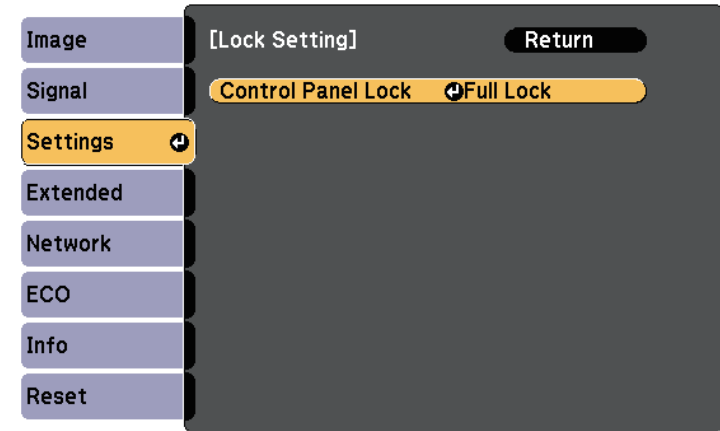 Image
Signal
Settings
Extended
Network
ECO
Info
Reset
[Lock Setting] Return
Control Panel Lock Full Lock